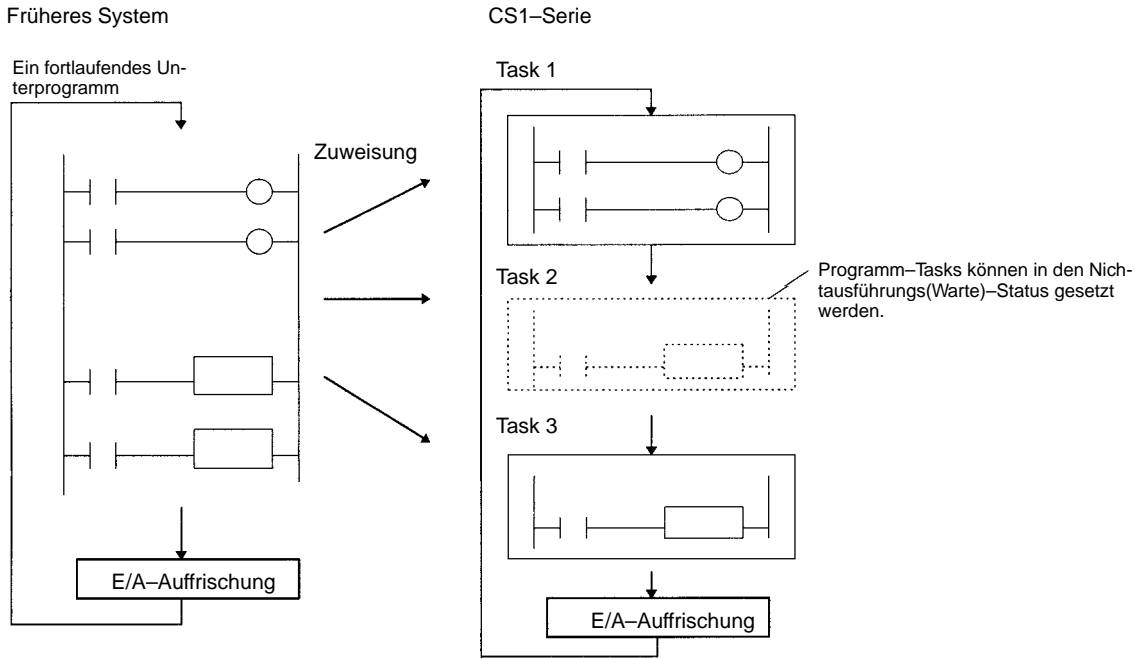 Früheres System
CS1–Serie
Ein fortlaufendes Un-
terprogramm
Zuweisung
Task 1
Task 2
Programm–Tasks können in den Nich-
tausführungs(Warte)–Status gesetzt
werden.
Task 3
E/A–Auffrischung
E/A–Auffrischung